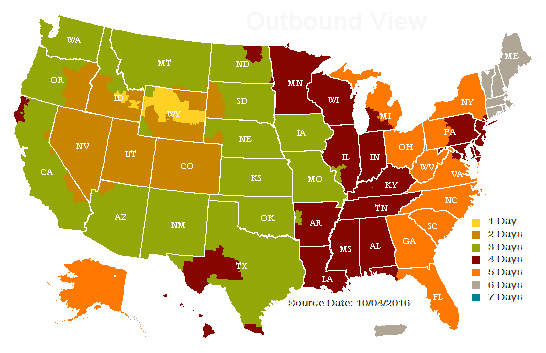 Outbound View
WA
ME
MT
ND
OR
MN
ID
SD
WI
NY
WY
MI
PA
IA
NE
OH
NV
IL
IN
UT
CO
WV
VA
CA
KS
MO
KY
NC
TN
OK
AZ
NM
AR
SC
MS
AL
GA
TX
LA
FL
1 Day
2 Days
3 Days
4 Days
5 Days
6 Days
7 Days
Source Date: 10/04/2016